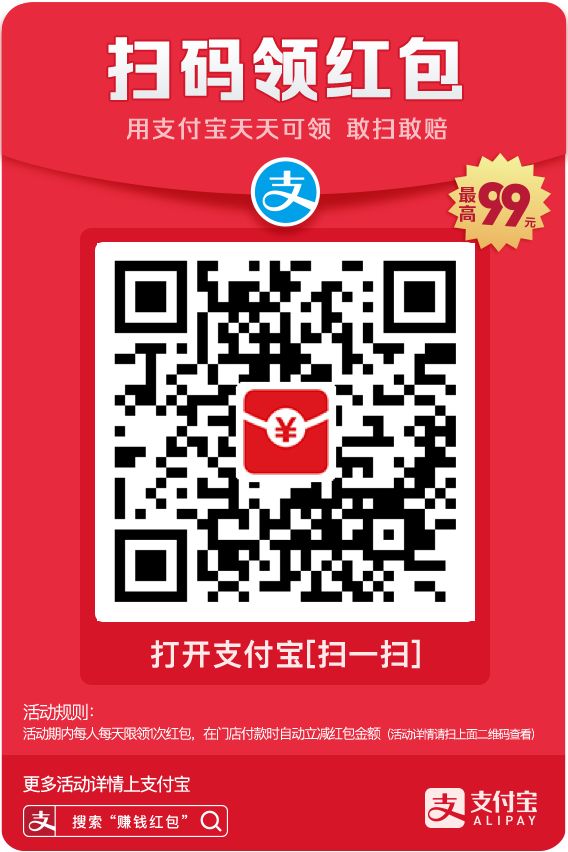 扫码领红包
用支付宝天天可领 敢扫敢赔
支
最高99元
¥
打开支付宝[扫一扫]
活动规则：
活动期内每人每天限领1次红包，在门店付款时自动立减红包金额（活动详情请扫上面二维码查看）
更多活动详情上支付宝
支 搜索“赚钱红包”
支 支付宝
ALIPAY